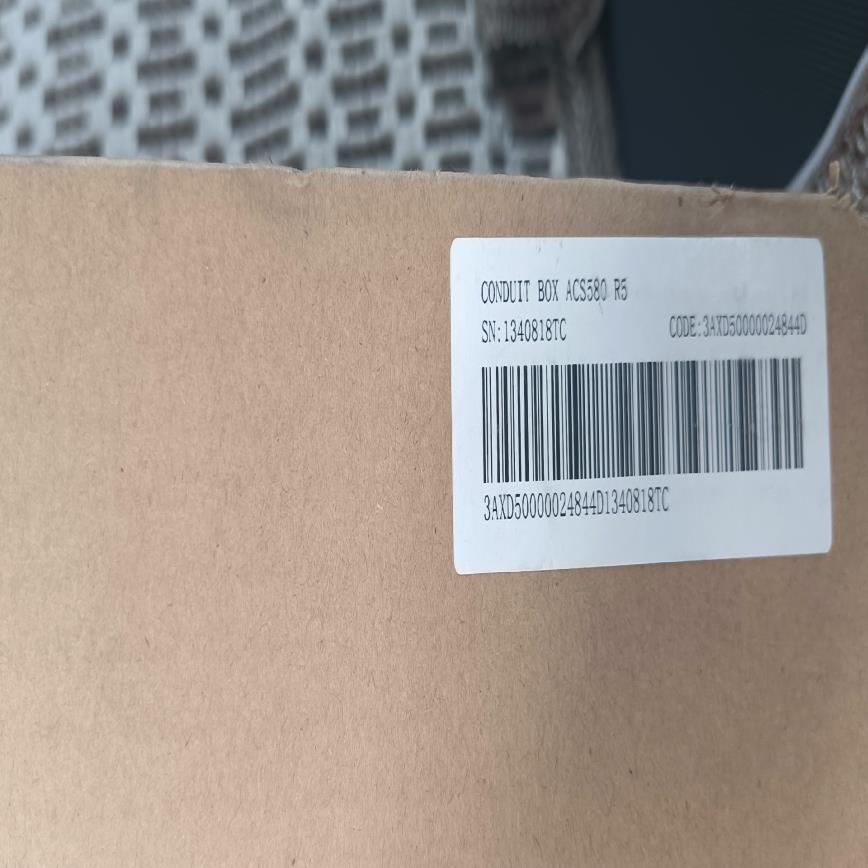 CONDUIT BOX ACS580 R5
SN:1340818TC CODE:3AXD50000024844D
3AXD50000024844D1340818TC